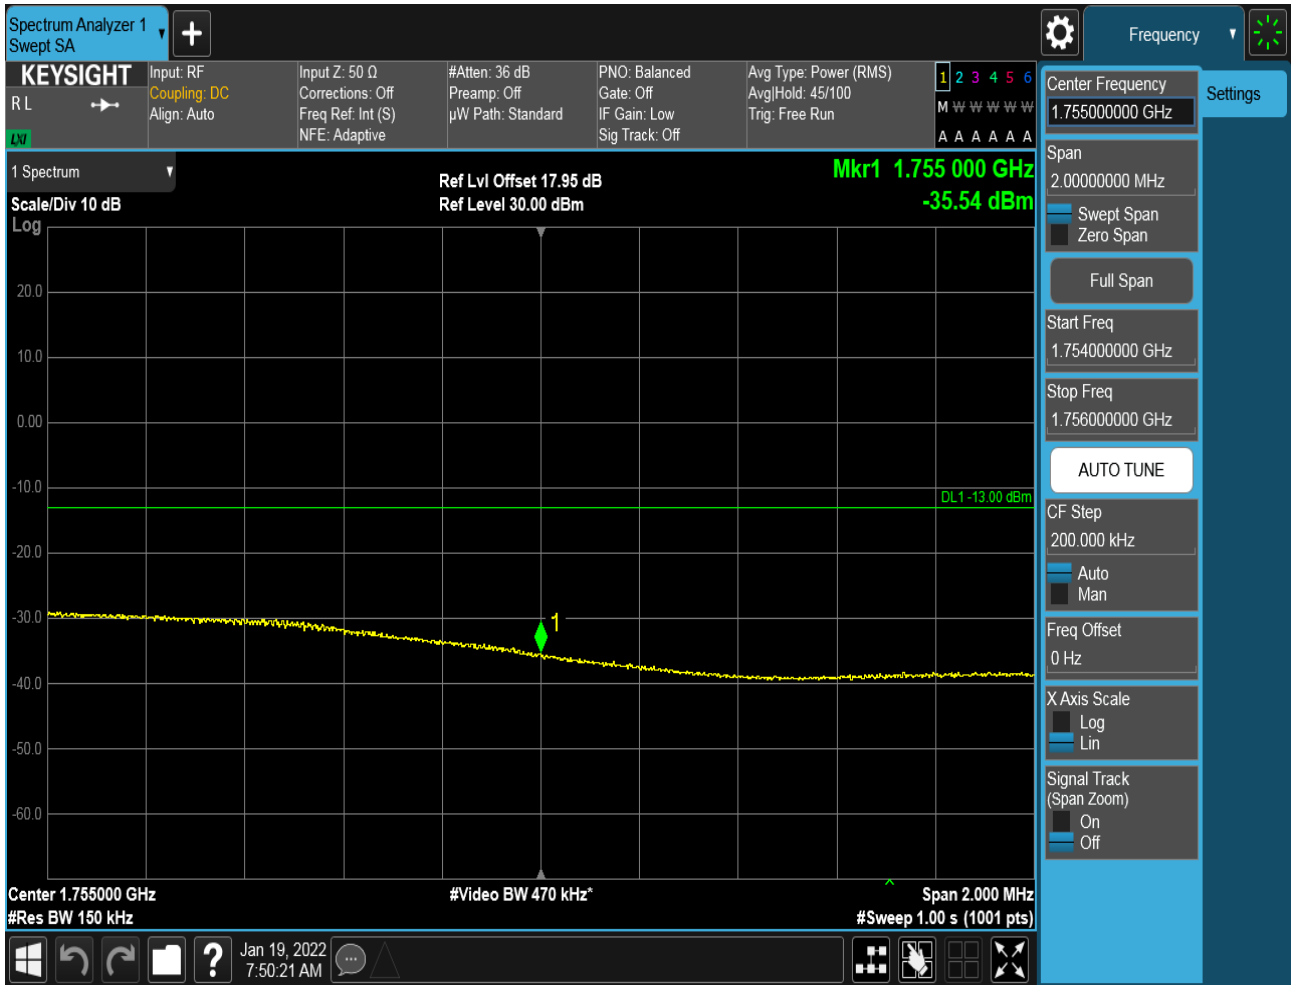 Spectrum Analyzer 1
Swept SA
Frequency
KEYSIGHT
R L
LXI
Input: RF
Coupling: DC
Align: Auto
Input Z: 50 Ω
Corrections: Off
Freq Ref: Int (S)
NFE: Adaptive
#Atten: 36 dB
Preamp: Off
µW Path: Standard
PNO: Balanced
Gate: Off
IF Gain: Low
Sig Track: Off
Avg Type: Power (RMS)
Avg|Hold: 45/100
Trig: Free Run
1 2 3 4 5 6
M W W W W W
A A A A A A
1 Spectrum
Scale/Div 10 dB
Log
Ref Lvl Offset 17.95 dB
Ref Level 30.00 dBm
Mkr1 1.755 000 GHz
-35.54 dBm
20.0
10.0
0.00
-10.0
DL1 -13.00 dBm
-20.0
-30.0
1
-40.0
-50.0
-60.0
Center 1.755000 GHz
#Video BW 470 kHz*
Span 2.000 MHz
#Res BW 150 kHz
#Sweep 1.00 s (1001 pts)
Jan 19, 2022
7:50:21 AM
Center Frequency
1.755000000 GHz
Settings
Span
2.00000000 MHz
Swept Span
Zero Span
Full Span
Start Freq
1.754000000 GHz
Stop Freq
1.756000000 GHz
AUTO TUNE
CF Step
200.000 kHz
Auto
Man
Freq Offset
0 Hz
X Axis Scale
Log
Lin
Signal Track
(Span Zoom)
On
Off